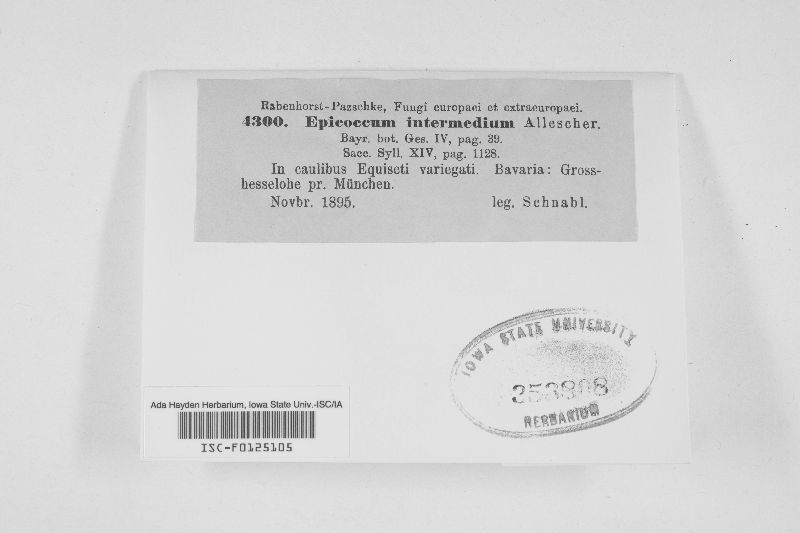 Rabenhorst-Pazschke, Fungi europaei et extraeuropaei.
4300. Epicoccum intermedium Allescher.
Bayr. bot. Ges. IV, pag. 39.
Sacc. Syll. XIV, pag. 1128.
In caulibus Equiseti variegati. Bavaria: Gross-
hesselohe pr. München.
Novbr. 1895. leg. Schnabl.
IOWA STATE UNIVERSITY
HERBARIUM
Ada Hayden Herbarium, Iowa State Univ.-ISC/IA
ISC-F0125105